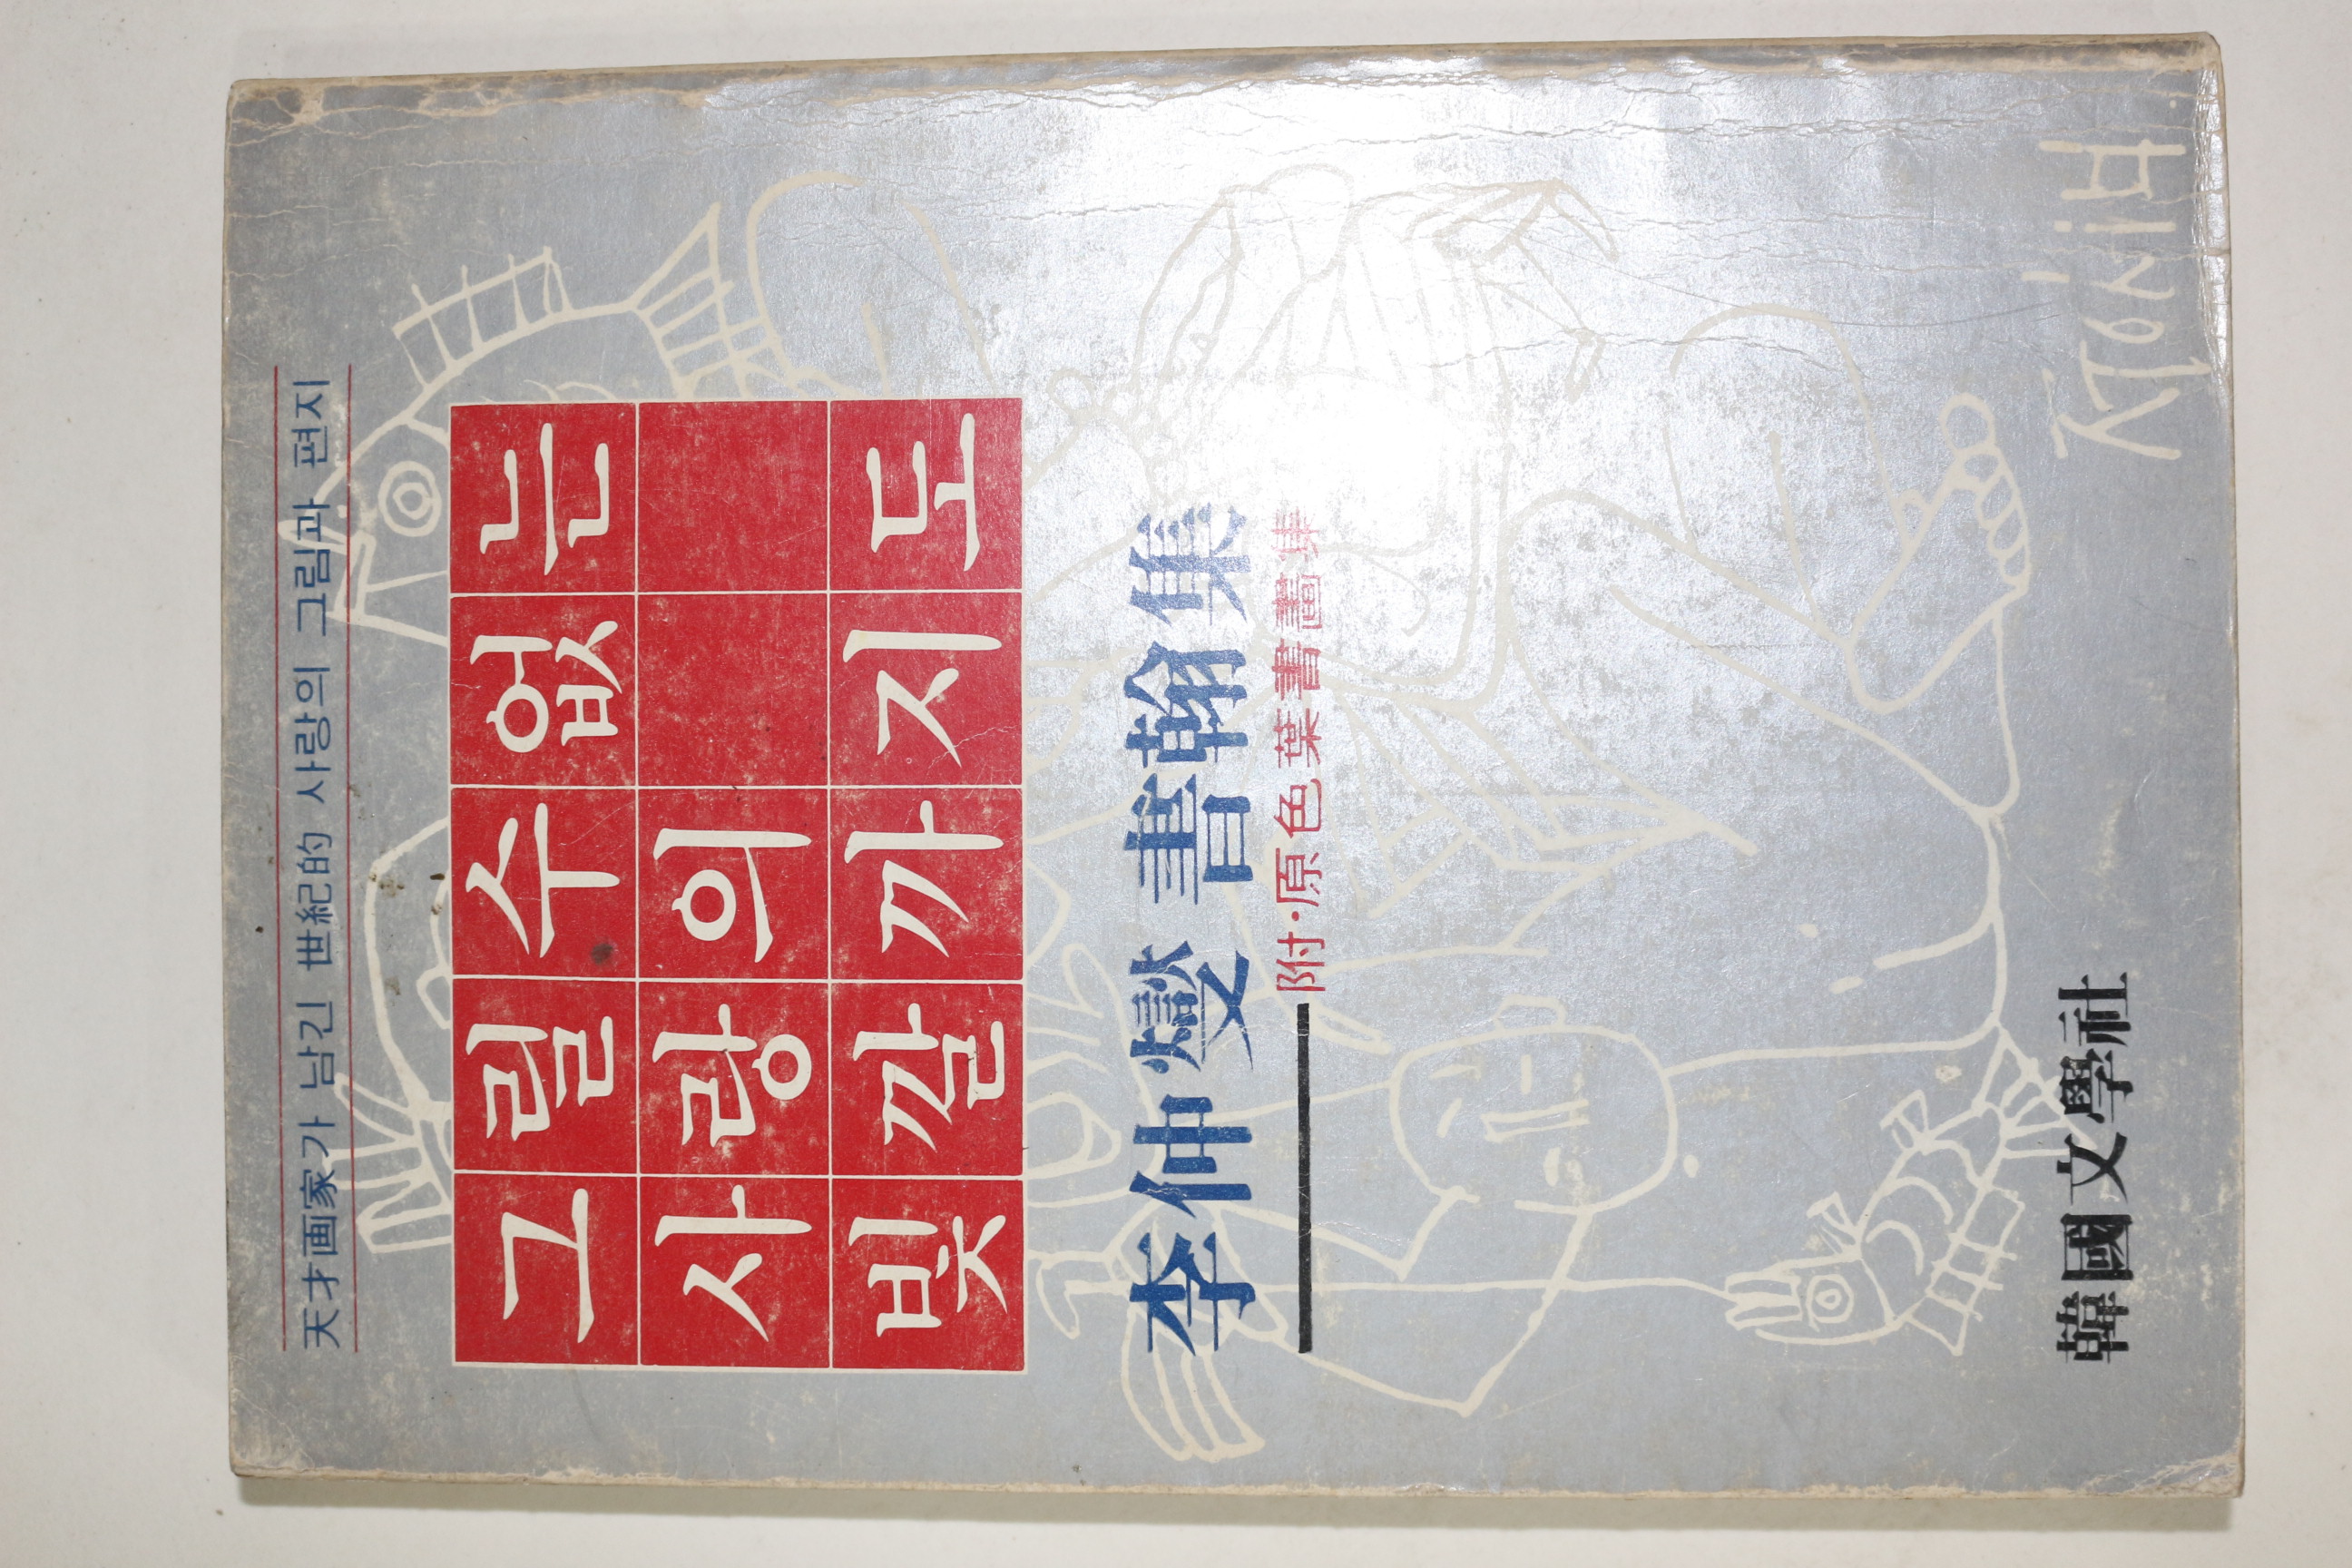 天才画家가 남긴 世紀的 사랑의 그림과 편지
그릴 수 없는
사랑의
빛깔까지도
李仲燮 書翰集
附·原色葉書畵集
韓國文學社